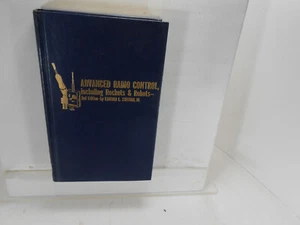 ADVANCED RADIO CONTROL,
Including Rockets & Robots—
2nd Edition by EDWARD L. SAFFORD, JR.